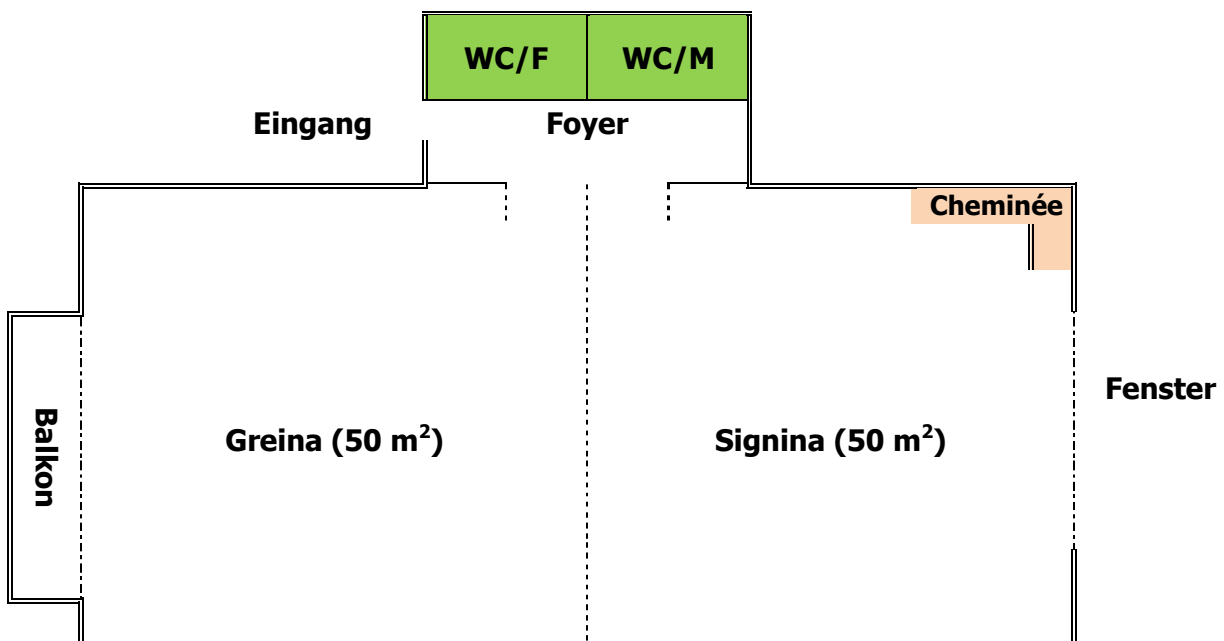 WC/F
WC/M
Eingang
Foyer
Cheminée
Fenster
Balkon
Greina (50 m²)
Signina (50 m²)